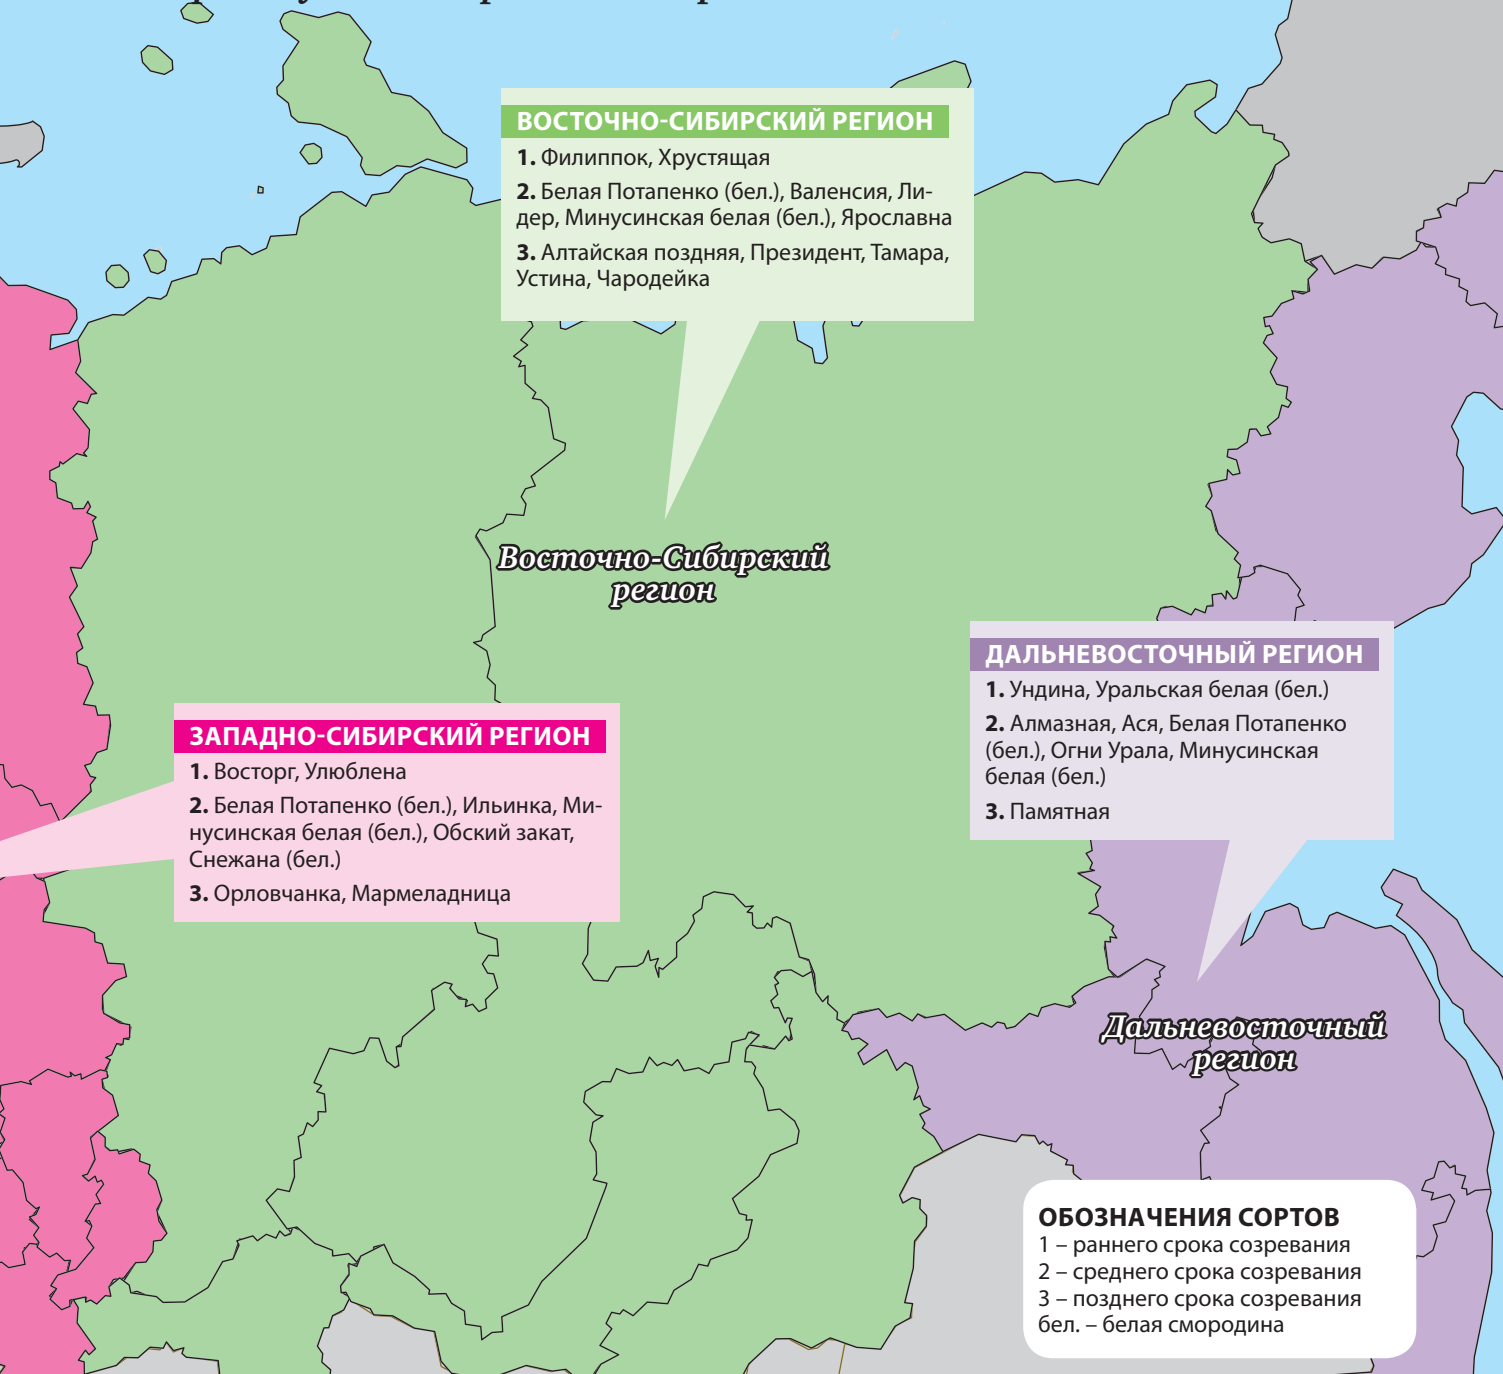 ВОСТОЧНО-СИБИРСКИЙ РЕГИОН
1. Филиппок, Хрустящая
2. Белая Потапенко (бел.), Валенсия, Ли-
дер, Минусинская белая (бел.), Ярославна
3. Алтайская поздняя, Президент, Тамара,
Устина, Чародейка
Восточно-Сибирский
регион
ДАЛЬНЕВОСТОЧНЫЙ РЕГИОН
1. Ундина, Уральская белая (бел.)
2. Алмазная, Ася, Белая Потапенко
(бел.), Огни Урала, Минусинская
белая (бел.)
3. Памятная
ЗАПАДНО-СИБИРСКИЙ РЕГИОН
1. Восторг, Улюблена
2. Белая Потапенко (бел.), Ильинка, Ми-
нусинская белая (бел.), Обский закат,
Снежана (бел.)
3. Орловчанка, Мармеладница
Дальневосточный
регион
ОБОЗНАЧЕНИЯ СОРТОВ
1 – раннего срока созревания
2 – среднего срока созревания
3 – позднего срока созревания
бел. – белая смородина